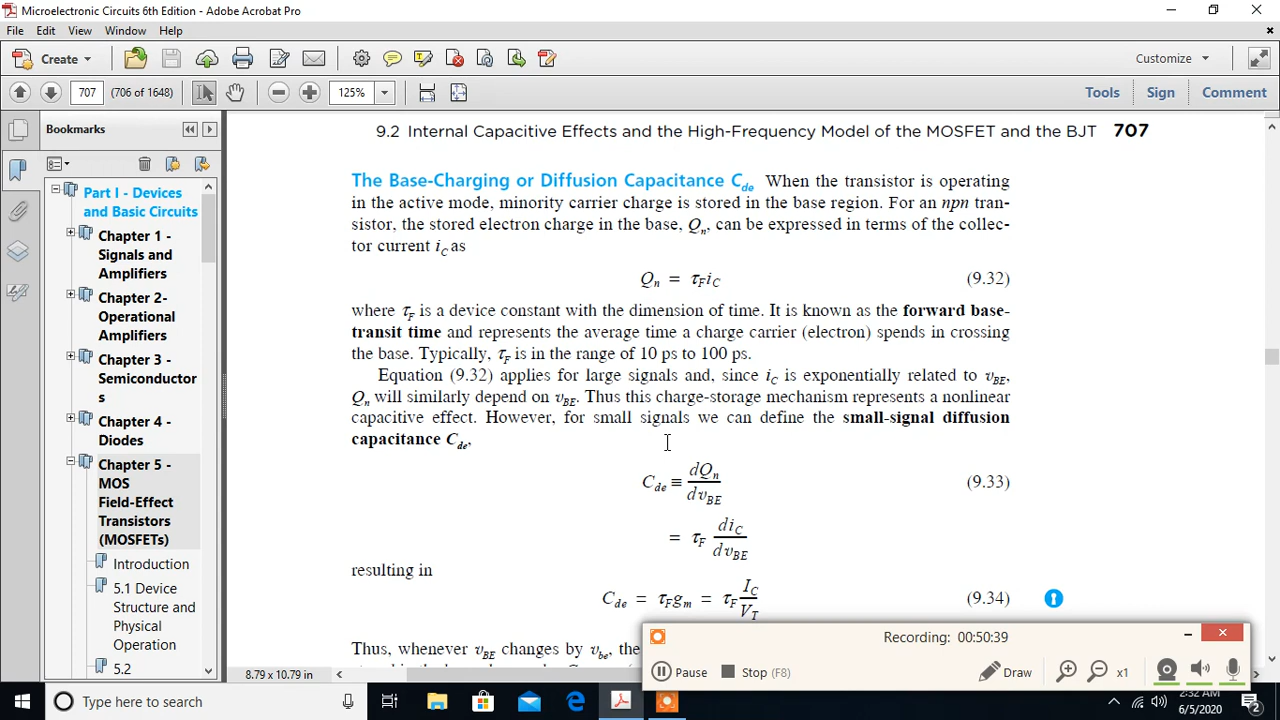 Microelectronic Circuits 6th Edition - Adobe Acrobat Pro
File Edit View Window Help
Create
Customize
707 (706 of 1648)
125%
Tools Sign Comment
Bookmarks
Part I - Devices
and Basic Circuits
Chapter 1 -
Signals and
Amplifiers
Chapter 2-
Operational
Amplifiers
Chapter 3 -
Semiconductor
s
Chapter 4 -
Diodes
Chapter 5 -
MOS
Field-Effect
Transistors
(MOSFETs)
Introduction
5.1 Device
Structure and
Physical
Operation
5.2
9.2 Internal Capacitive Effects and the High-Frequency Model of the MOSFET and the BJT 707
The Base-Charging or Diffusion Capacitance C_de When the transistor is operating
in the active mode, minority carrier charge is stored in the base region. For an npn tran-
sistor, the stored electron charge in the base, Q_n, can be expressed in terms of the collec-
tor current i_C as
Q_n = τ_F i_C (9.32)
where τ_F is a device constant with the dimension of time. It is known as the forward base-
transit time and represents the average time a charge carrier (electron) spends in crossing
the base. Typically, τ_F is in the range of 10 ps to 100 ps.
Equation (9.32) applies for large signals and, since i_C is exponentially related to v_BE,
Q_n will similarly depend on v_BE. Thus this charge-storage mechanism represents a nonlinear
capacitive effect. However, for small signals we can define the small-signal diffusion
capacitance C_de,
C_de ≡ dQ_n/dv_BE (9.33)
= τ_F di_C/dv_BE
resulting in
C_de = τ_F g_m = τ_F I_C/V_T (9.34)
Thus, whenever v_BE changes by v_be, the
8.79 x 10.79 in
Recording: 00:50:39
Pause Stop (F8) Draw x1
Type here to search
2:32 AM
6/5/2020
2